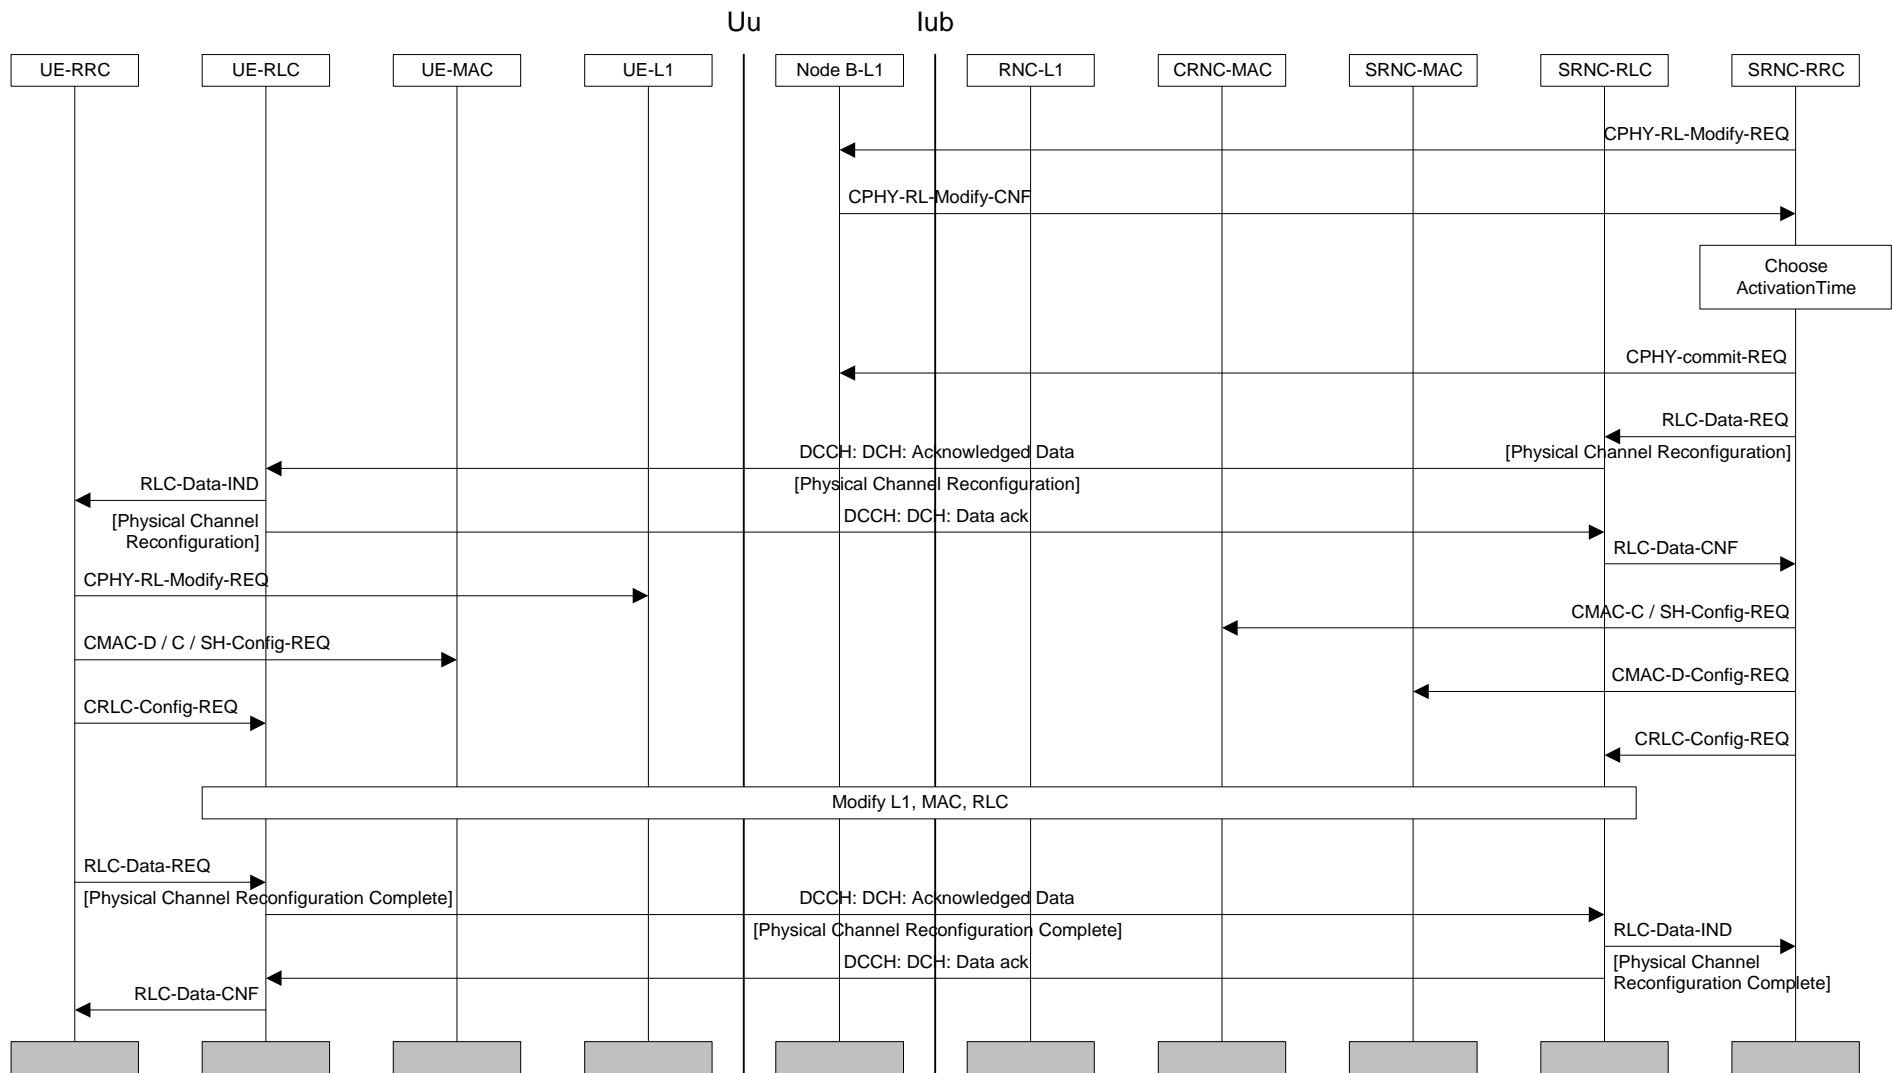 Uu
Iub
UE-RRC
UE-RLC
UE-MAC
UE-L1
Node B-L1
RNC-L1
CRNC-MAC
SRNC-MAC
SRNC-RLC
SRNC-RRC
CPHY-RL-Modify-REQ
CPHY-RL-Modify-CNF
Choose
ActivationTime
CPHY-commit-REQ
RLC-Data-REQ
[Physical Channel Reconfiguration]
DCCH: DCH: Acknowledged Data
[Physical Channel Reconfiguration]
RLC-Data-IND
[Physical Channel
Reconfiguration]
DCCH: DCH: Data ack
RLC-Data-CNF
CPHY-RL-Modify-REQ
CMAC-C / SH-Config-REQ
CMAC-D / C / SH-Config-REQ
CMAC-D-Config-REQ
CRLC-Config-REQ
CRLC-Config-REQ
Modify L1, MAC, RLC
RLC-Data-REQ
[Physical Channel Reconfiguration Complete]
DCCH: DCH: Acknowledged Data
[Physical Channel Reconfiguration Complete]
RLC-Data-IND
[Physical Channel
Reconfiguration Complete]
DCCH: DCH: Data ack
RLC-Data-CNF